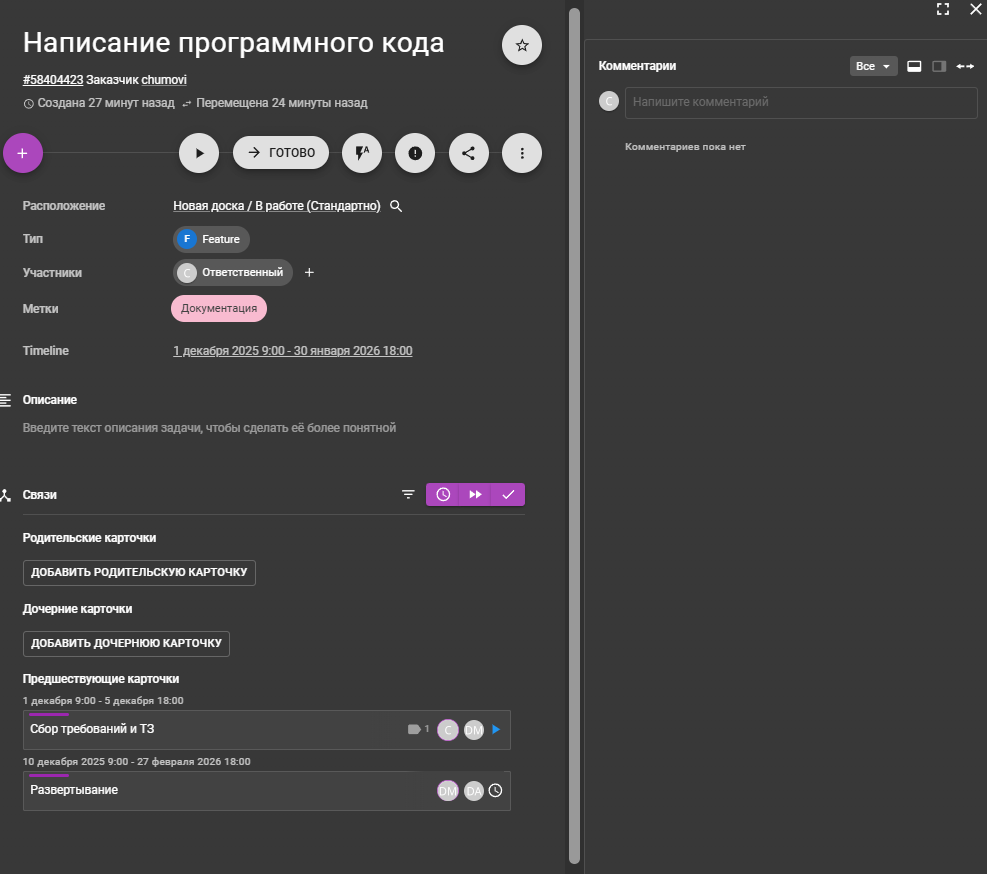 Написание программного кода
#58404423 Заказчик chumovi
Создана 27 минут назад Перемещена 24 минуты назад
ГОТОВО
Расположение Новая доска / В работе (Стандартно)
Тип F Feature
Участники C Ответственный
Метки Документация
Timeline 1 декабря 2025 9:00 - 30 января 2026 18:00
Описание
Введите текст описания задачи, чтобы сделать её более понятной
Связи
Родительские карточки
ДОБАВИТЬ РОДИТЕЛЬСКУЮ КАРТОЧКУ
Дочерние карточки
ДОБАВИТЬ ДОЧЕРНЮЮ КАРТОЧКУ
Предшествующие карточки
1 декабря 9:00 - 5 декабря 18:00
Сбор требований и ТЗ 1 C DM
10 декабря 2025 9:00 - 27 февраля 2026 18:00
Развертывание DM DA
Комментарии Все
C Напишите комментарий
Комментариев пока нет